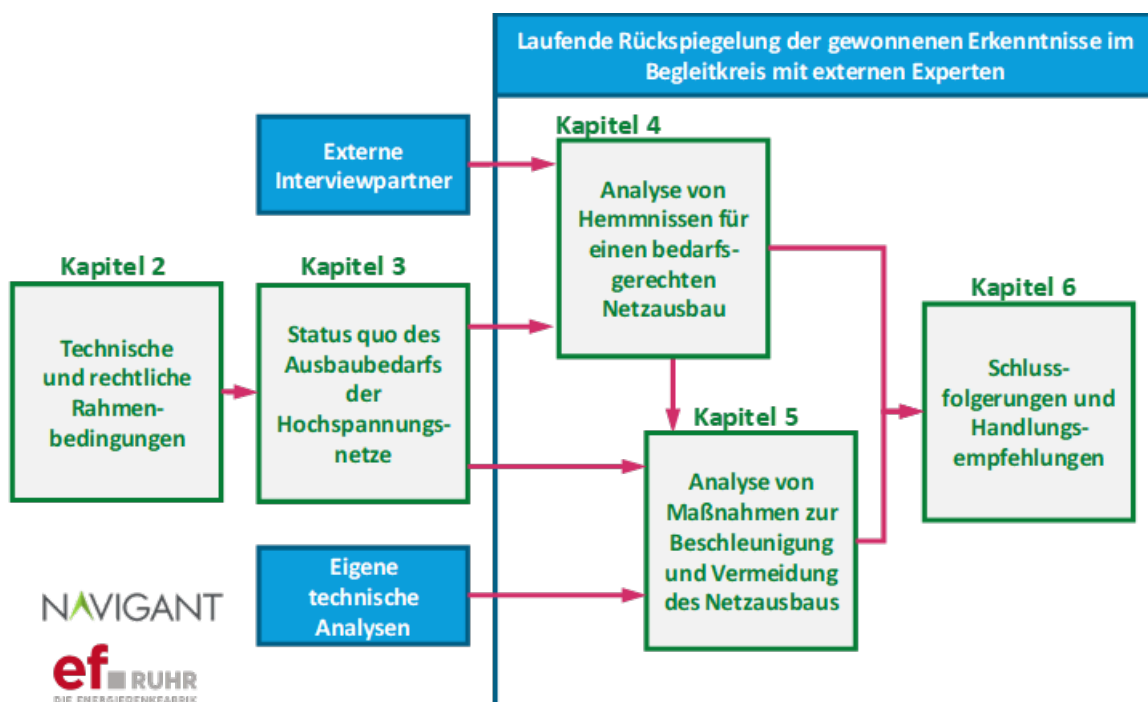 Laufende Rückspiegelung der gewonnenen Erkenntnisse im
Begleitkreis mit externen Experten
Externe
Interviewpartner
Kapitel 4
Analyse von
Hemmnissen für
einen bedarfs-
gerechten
Netzausbau
Kapitel 2
Technische
und rechtliche
Rahmen-
bedingungen
Kapitel 3
Status quo des
Ausbaubedarfs
der
Hochspannungs-
netze
Kapitel 5
Analyse von
Maßnahmen zur
Beschleunigung
und Vermeidung
des Netzausbaus
Kapitel 6
Schluss-
folgerungen und
Handlungs-
empfehlungen
Eigene
technische
Analysen
NAVIGANT
ef RUHR
DIE ENERGIEDENKFABRIK